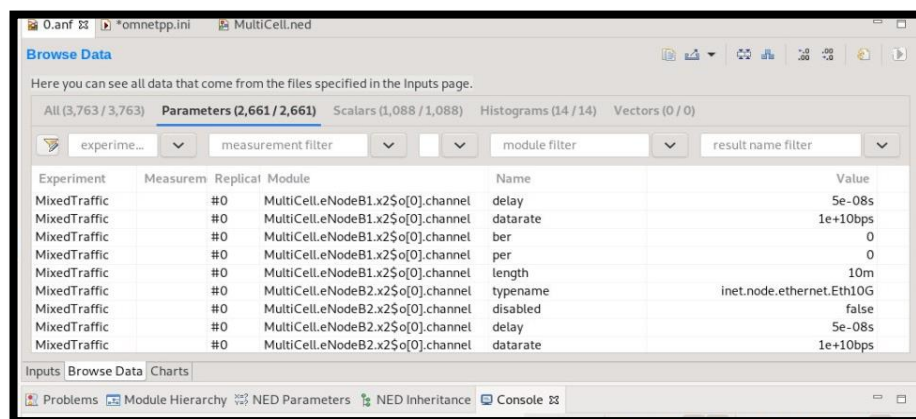 0.anf *omnetpp.ini MultiCell.ned
Browse Data
Here you can see all data that come from the files specified in the Inputs page.
All (3,763 / 3,763) Parameters (2,661 / 2,661) Scalars (1,088 / 1,088) Histograms (14 / 14) Vectors (0 / 0)
experime... measurement filter module filter result name filter
Experiment Measurem Replicat Module Name Value
MixedTraffic #0 MultiCell.eNodeB1.x2$o[0].channel delay 5e-08s
MixedTraffic #0 MultiCell.eNodeB1.x2$o[0].channel datarate 1e+10bps
MixedTraffic #0 MultiCell.eNodeB1.x2$o[0].channel ber 0
MixedTraffic #0 MultiCell.eNodeB1.x2$o[0].channel per 0
MixedTraffic #0 MultiCell.eNodeB1.x2$o[0].channel length 10m
MixedTraffic #0 MultiCell.eNodeB2.x2$o[0].channel typename inet.node.ethernet.Eth10G
MixedTraffic #0 MultiCell.eNodeB2.x2$o[0].channel disabled false
MixedTraffic #0 MultiCell.eNodeB2.x2$o[0].channel delay 5e-08s
MixedTraffic #0 MultiCell.eNodeB2.x2$o[0].channel datarate 1e+10bps
Inputs Browse Data Charts
Problems Module Hierarchy NED Parameters NED Inheritance Console